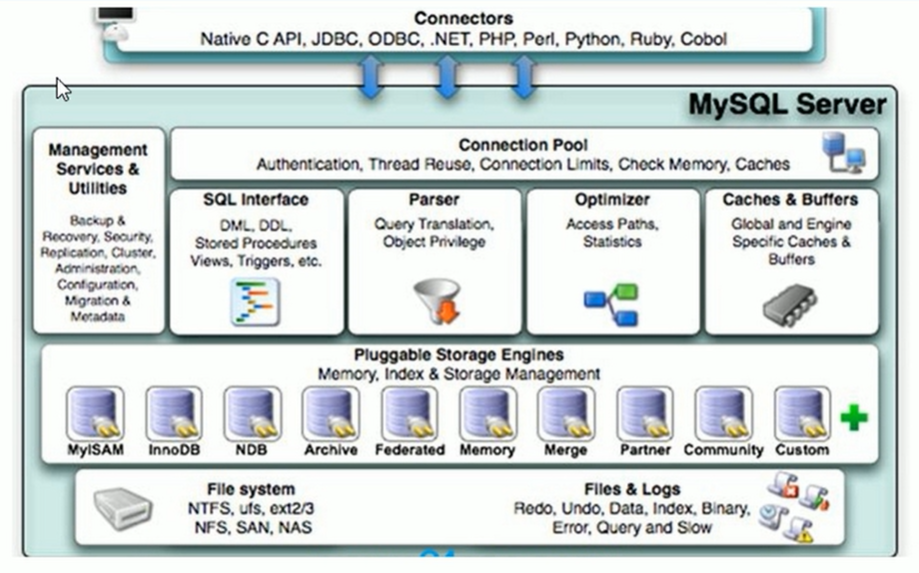 Connectors
Native C API, JDBC, ODBC, .NET, PHP, Perl, Python, Ruby, Cobol
MySQL Server
Management
Services &
Utilities
Backup &
Recovery, Security,
Replication, Cluster,
Administration,
Configuration,
Migration &
Metadata
Connection Pool
Authentication, Thread Reuse, Connection Limits, Check Memory, Caches
SQL Interface
DML, DDL,
Stored Procedures
Views, Triggers, etc.
Parser
Query Translation,
Object Privilege
Optimizer
Access Paths,
Statistics
Caches & Buffers
Global and Engine
Specific Caches &
Buffers
Pluggable Storage Engines
Memory, Index & Storage Management
MyISAM
InnoDB
NDB
Archive
Federated
Memory
Merge
Partner
Community
Custom
File system
NTFS, ufs, ext2/3
NFS, SAN, NAS
Files & Logs
Redo, Undo, Data, Index, Binary,
Error, Query and Slow